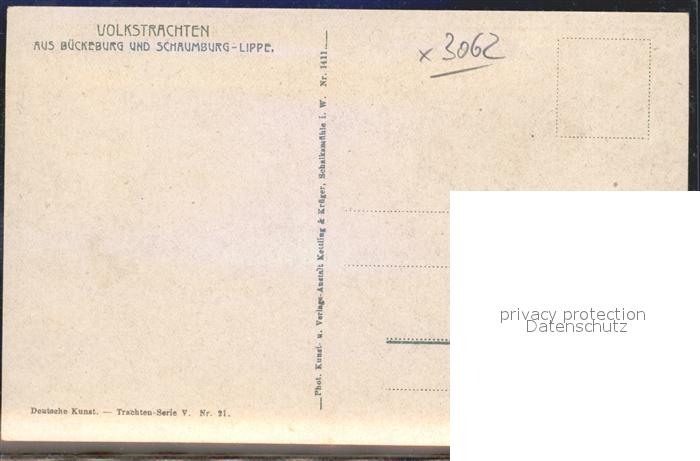 VOLKSTRACHTEN
AUS BÜCKEBURG UND SCHAUMBURG-LIPPE.
x 3062
Phot. Kunst- u. Verlags-Anstalt Kettling & Krüger, Schalksmühle i. W. Nr. 1411.
privacy protection
Datenschutz
Deutsche Kunst. — Trachten-Serie V. Nr. 21.